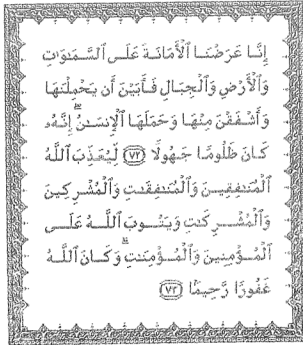 إِنَّا عَرَضْنَا ٱلْأَمَانَةَ عَلَى ٱلسَّمَٰوَٰتِ
وَٱلْأَرْضِ وَٱلْجِبَالِ فَأَبَيْنَ أَن يَحْمِلْنَهَا
وَأَشْفَقْنَ مِنْهَا وَحَمَلَهَا ٱلْإِنسَٰنُ ۖ إِنَّهُۥ
كَانَ ظَلُومًا جَهُولًا ﴿٧٢﴾ لِّيُعَذِّبَ ٱللَّهُ
ٱلْمُنَٰفِقِينَ وَٱلْمُنَٰفِقَٰتِ وَٱلْمُشْرِكِينَ
وَٱلْمُشْرِكَٰتِ وَيَتُوبَ ٱللَّهُ عَلَى
ٱلْمُؤْمِنِينَ وَٱلْمُؤْمِنَٰتِ ۗ وَكَانَ ٱللَّهُ
غَفُورًا رَّحِيمًا ﴿٧٣﴾